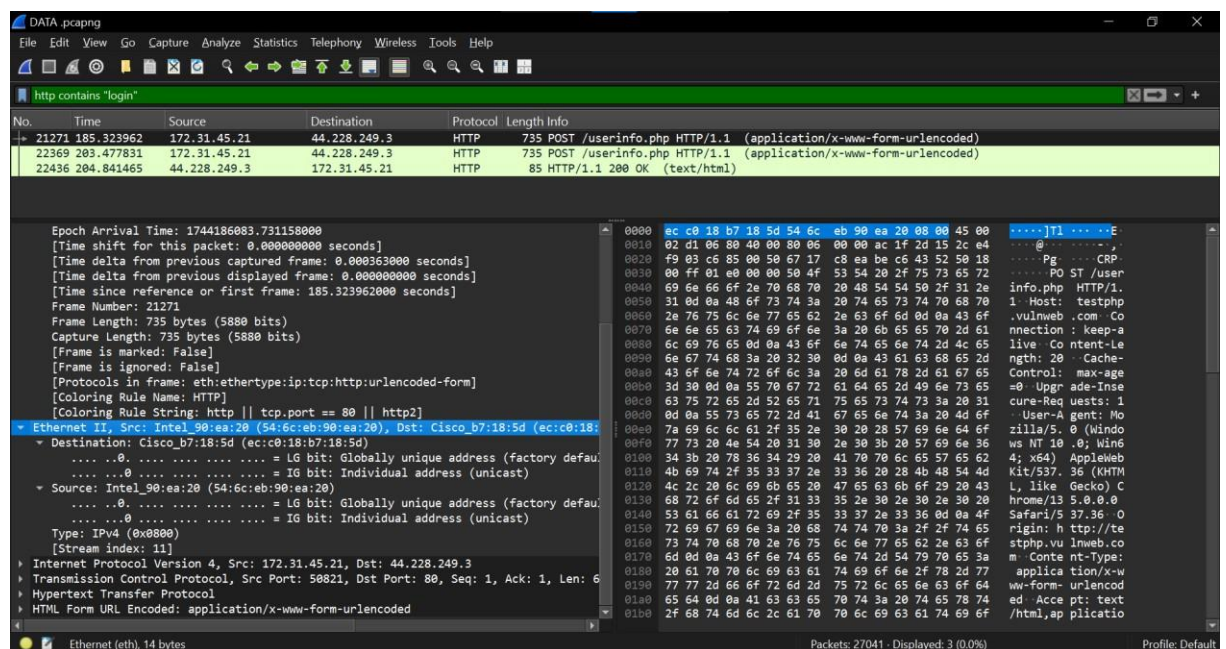 DATA .pcapng
File Edit View Go Capture Analyze Statistics Telephony Wireless Tools Help
http contains "login"
No. Time Source Destination Protocol Length Info
21271 185.323962 172.31.45.21 44.228.249.3 HTTP 735 POST /userinfo.php HTTP/1.1 (application/x-www-form-urlencoded)
22369 203.477831 172.31.45.21 44.228.249.3 HTTP 735 POST /userinfo.php HTTP/1.1 (application/x-www-form-urlencoded)
22436 204.841465 44.228.249.3 172.31.45.21 HTTP 85 HTTP/1.1 200 OK (text/html)
Epoch Arrival Time: 1744186083.731158000
[Time shift for this packet: 0.000000000 seconds]
[Time delta from previous captured frame: 0.000363000 seconds]
[Time delta from previous displayed frame: 0.000000000 seconds]
[Time since reference or first frame: 185.323962000 seconds]
Frame Number: 21271
Frame Length: 735 bytes (5880 bits)
Capture Length: 735 bytes (5880 bits)
[Frame is marked: False]
[Frame is ignored: False]
[Protocols in frame: eth:ethertype:ip:tcp:http:urlencoded-form]
[Coloring Rule Name: HTTP]
[Coloring Rule String: http || tcp.port == 80 || http2]
Ethernet II, Src: Intel_90:ea:20 (54:6c:eb:90:ea:20), Dst: Cisco_b7:18:5d (ec:c0:18:
Destination: Cisco_b7:18:5d (ec:c0:18:b7:18:5d)
.... ..0. .... .... .... .... = LG bit: Globally unique address (factory defau
.... ...0 .... .... .... .... = IG bit: Individual address (unicast)
Source: Intel_90:ea:20 (54:6c:eb:90:ea:20)
.... ..0. .... .... .... .... = LG bit: Globally unique address (factory defau
.... ...0 .... .... .... .... = IG bit: Individual address (unicast)
Type: IPv4 (0x0800)
[Stream index: 11]
Internet Protocol Version 4, Src: 172.31.45.21, Dst: 44.228.249.3
Transmission Control Protocol, Src Port: 50821, Dst Port: 80, Seq: 1, Ack: 1, Len: 6
Hypertext Transfer Protocol
HTML Form URL Encoded: application/x-www-form-urlencoded
0000 ec c0 18 b7 18 5d 54 6c eb 90 ea 20 08 00 45 00 ·····]Tl ··· ··E·
0010 02 d1 06 80 40 00 80 06 00 00 ac 1f 2d 15 2c e4 ····@··· ····-·,·
0020 f9 03 c6 85 00 50 67 17 c8 ea be c6 43 52 50 18 ·····Pg· ····CRP·
0030 00 ff 01 e0 00 00 50 4f 53 54 20 2f 75 73 65 72 ······PO ST /user
0040 69 6e 66 6f 2e 70 68 70 20 48 54 54 50 2f 31 2e info.php HTTP/1.
0050 31 0d 0a 48 6f 73 74 3a 20 74 65 73 74 70 68 70 1··Host: testphp
0060 2e 76 75 6c 6e 77 65 62 2e 63 6f 6d 0d 0a 43 6f .vulnweb .com··Co
0070 6e 6e 65 63 74 69 6f 6e 3a 20 6b 65 65 70 2d 61 nnection : keep-a
0080 6c 69 76 65 0d 0a 43 6f 6e 74 65 6e 74 2d 4c 65 live··Co ntent-Le
0090 6e 67 74 68 3a 20 32 30 0d 0a 43 61 63 68 65 2d ngth: 20 ··Cache-
00a0 43 6f 6e 74 72 6f 6c 3a 20 6d 61 78 2d 61 67 65 Control: max-age
00b0 3d 30 0d 0a 55 70 67 72 61 64 65 2d 49 6e 73 65 =0··Upgr ade-Inse
00c0 63 75 72 65 2d 52 65 71 75 65 73 74 73 3a 20 31 cure-Req uests: 1
00d0 0d 0a 55 73 65 72 2d 41 67 65 6e 74 3a 20 4d 6f ··User-A gent: Mo
00e0 7a 69 6c 6c 61 2f 35 2e 30 20 28 57 69 6e 64 6f zilla/5. 0 (Windo
00f0 77 73 20 4e 54 20 31 30 2e 30 3b 20 57 69 6e 36 ws NT 10 .0; Win6
0100 34 3b 20 78 36 34 29 20 41 70 70 6c 65 57 65 62 4; x64) AppleWeb
0110 4b 69 74 2f 35 33 37 2e 33 36 20 28 4b 48 54 4d Kit/537. 36 (KHTM
0120 4c 2c 20 6c 69 6b 65 20 47 65 63 6b 6f 29 20 43 L, like Gecko) C
0130 68 72 6f 6d 65 2f 31 33 35 2e 30 2e 30 2e 30 20 hrome/13 5.0.0.0
0140 53 61 66 61 72 69 2f 35 33 37 2e 33 36 0d 0a 4f Safari/5 37.36··O
0150 72 69 67 69 6e 3a 20 68 74 74 70 3a 2f 2f 74 65 rigin: h ttp://te
0160 73 74 70 68 70 2e 76 75 6c 6e 77 65 62 2e 63 6f stphp.vu lnweb.co
0170 6d 0d 0a 43 6f 6e 74 65 6e 74 2d 54 79 70 65 3a m··Conte nt-Type:
0180 20 61 70 70 6c 69 63 61 74 69 6f 6e 2f 78 2d 77 applica tion/x-w
0190 77 77 2d 66 6f 72 6d 2d 75 72 6c 65 6e 63 6f 64 ww-form- urlencod
01a0 65 64 0d 0a 41 63 63 65 70 74 3a 20 74 65 78 74 ed··Acce pt: text
01b0 2f 68 74 6d 6c 2c 61 70 70 6c 69 63 61 74 69 6f /html,ap plicatio
Ethernet (eth), 14 bytes
Packets: 27041 · Displayed: 3 (0.0%)
Profile: Default